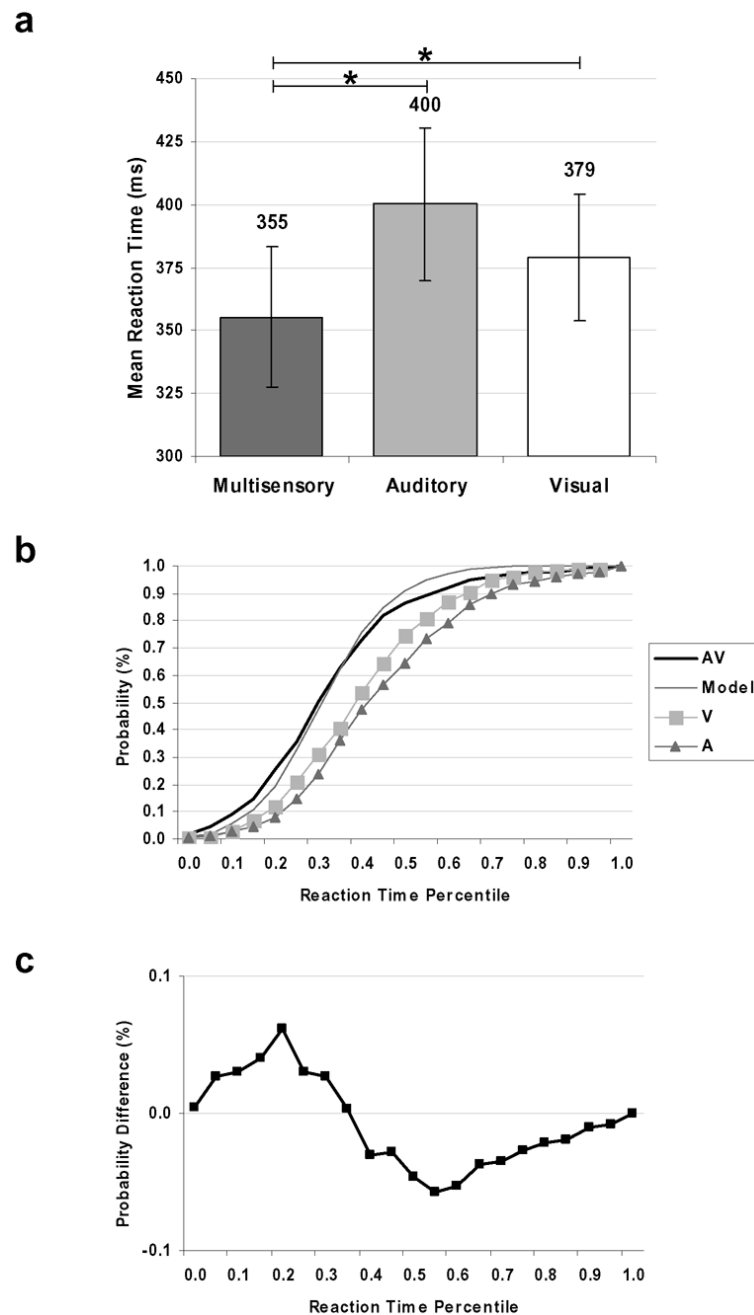 a
*
*
450
425
400
375
350
325
300
Mean Reaction Time (ms)
355
400
379
Multisensory Auditory Visual
b
1.0
0.9
0.8
0.7
0.6
0.5
0.4
0.3
0.2
0.1
0.0
Probability (%)
0.0 0.1 0.2 0.3 0.4 0.5 0.6 0.7 0.8 0.9 1.0
Reaction Time Percentile
AV
Model
V
A
c
0.1
0.0
-0.1
Probability Difference (%)
0.0 0.1 0.2 0.3 0.4 0.5 0.6 0.7 0.8 0.9 1.0
Reaction Time Percentile